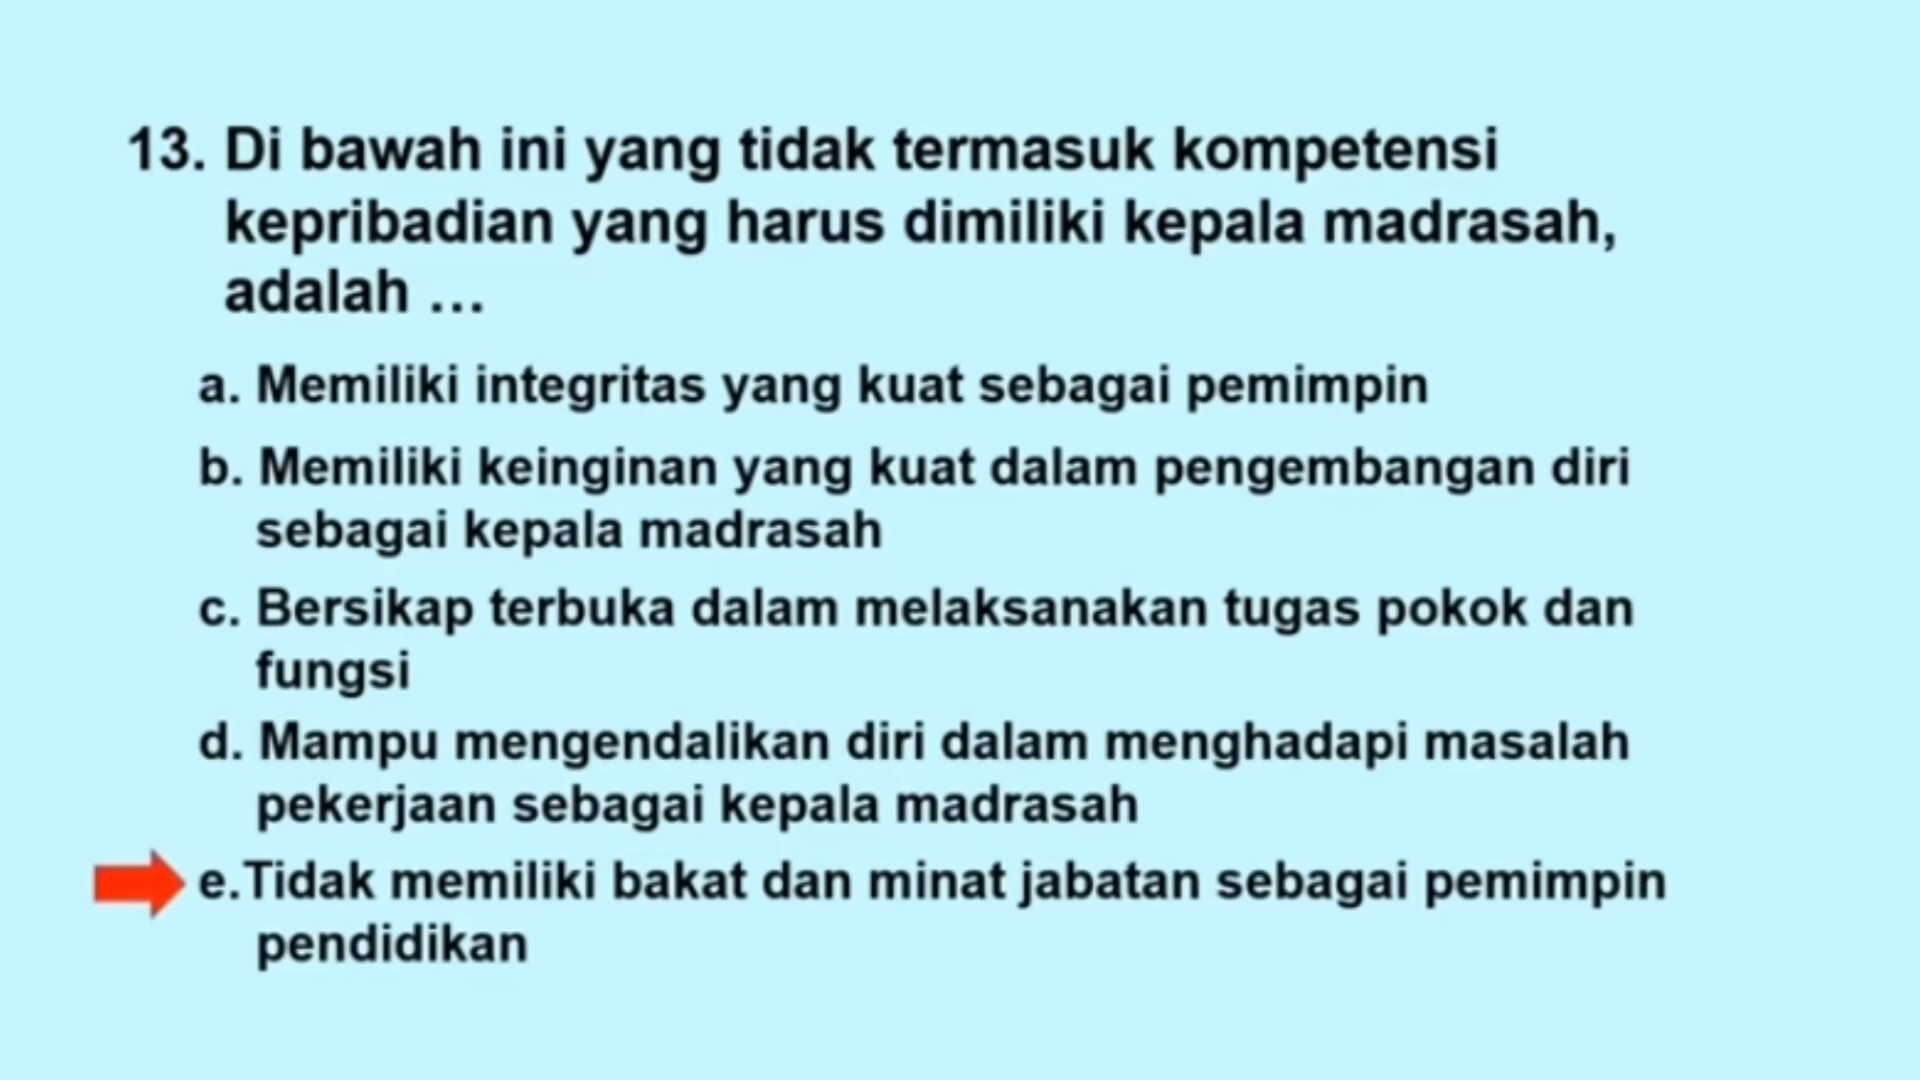 13. Di bawah ini yang tidak termasuk kompetensi
kepribadian yang harus dimiliki kepala madrasah,
adalah ...
a. Memiliki integritas yang kuat sebagai pemimpin
b. Memiliki keinginan yang kuat dalam pengembangan diri
sebagai kepala madrasah
c. Bersikap terbuka dalam melaksanakan tugas pokok dan
fungsi
d. Mampu mengendalikan diri dalam menghadapi masalah
pekerjaan sebagai kepala madrasah
e.Tidak memiliki bakat dan minat jabatan sebagai pemimpin
pendidikan